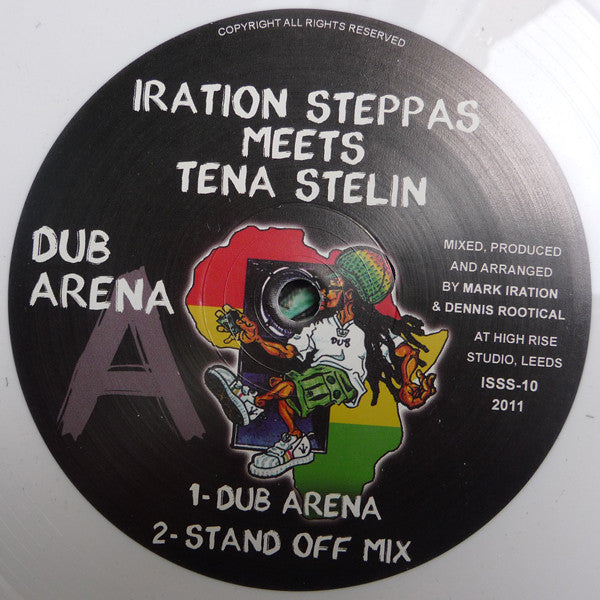 COPYRIGHT ALL RIGHTS RESERVED
IRATION STEPPAS
MEETS
TENA STELIN
DUB
ARENA
A
MIXED, PRODUCED
AND ARRANGED
BY MARK IRATION
& DENNIS ROOTICAL
AT HIGH RISE
STUDIO, LEEDS
ISSS-10
2011
DUB
1- DUB ARENA
2- STAND OFF MIX